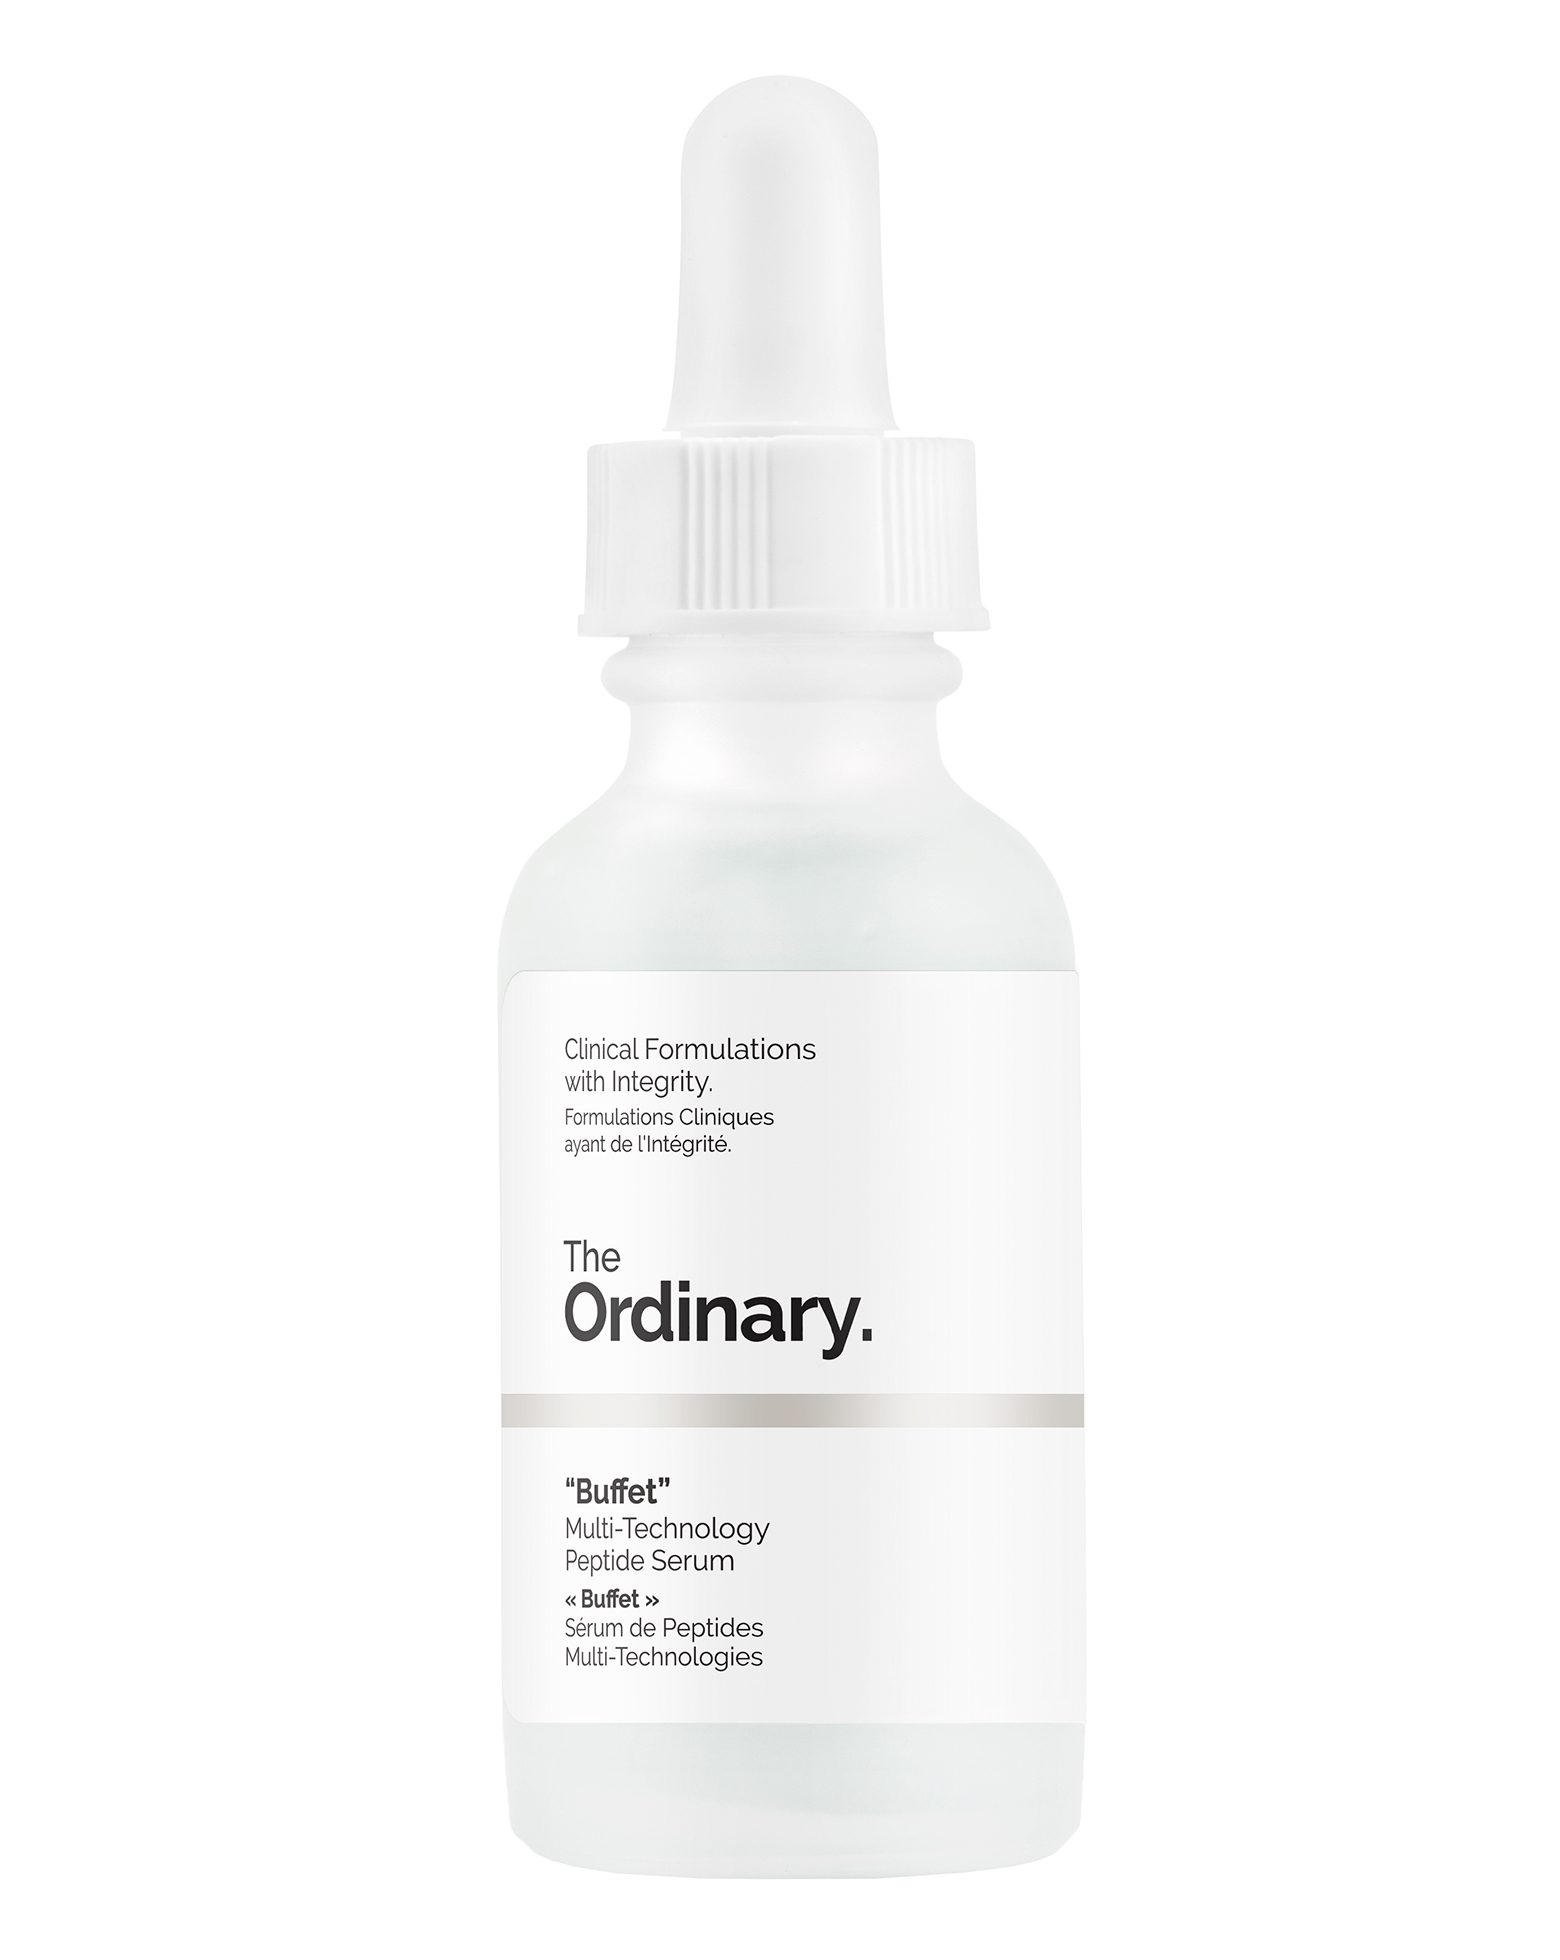 Clinical Formulations
with Integrity.
Formulations Cliniques
ayant de l'Intégrité.
The
Ordinary.
“Buffet”
Multi-Technology
Peptide Serum
« Buffet »
Sérum de Peptides
Multi-Technologies